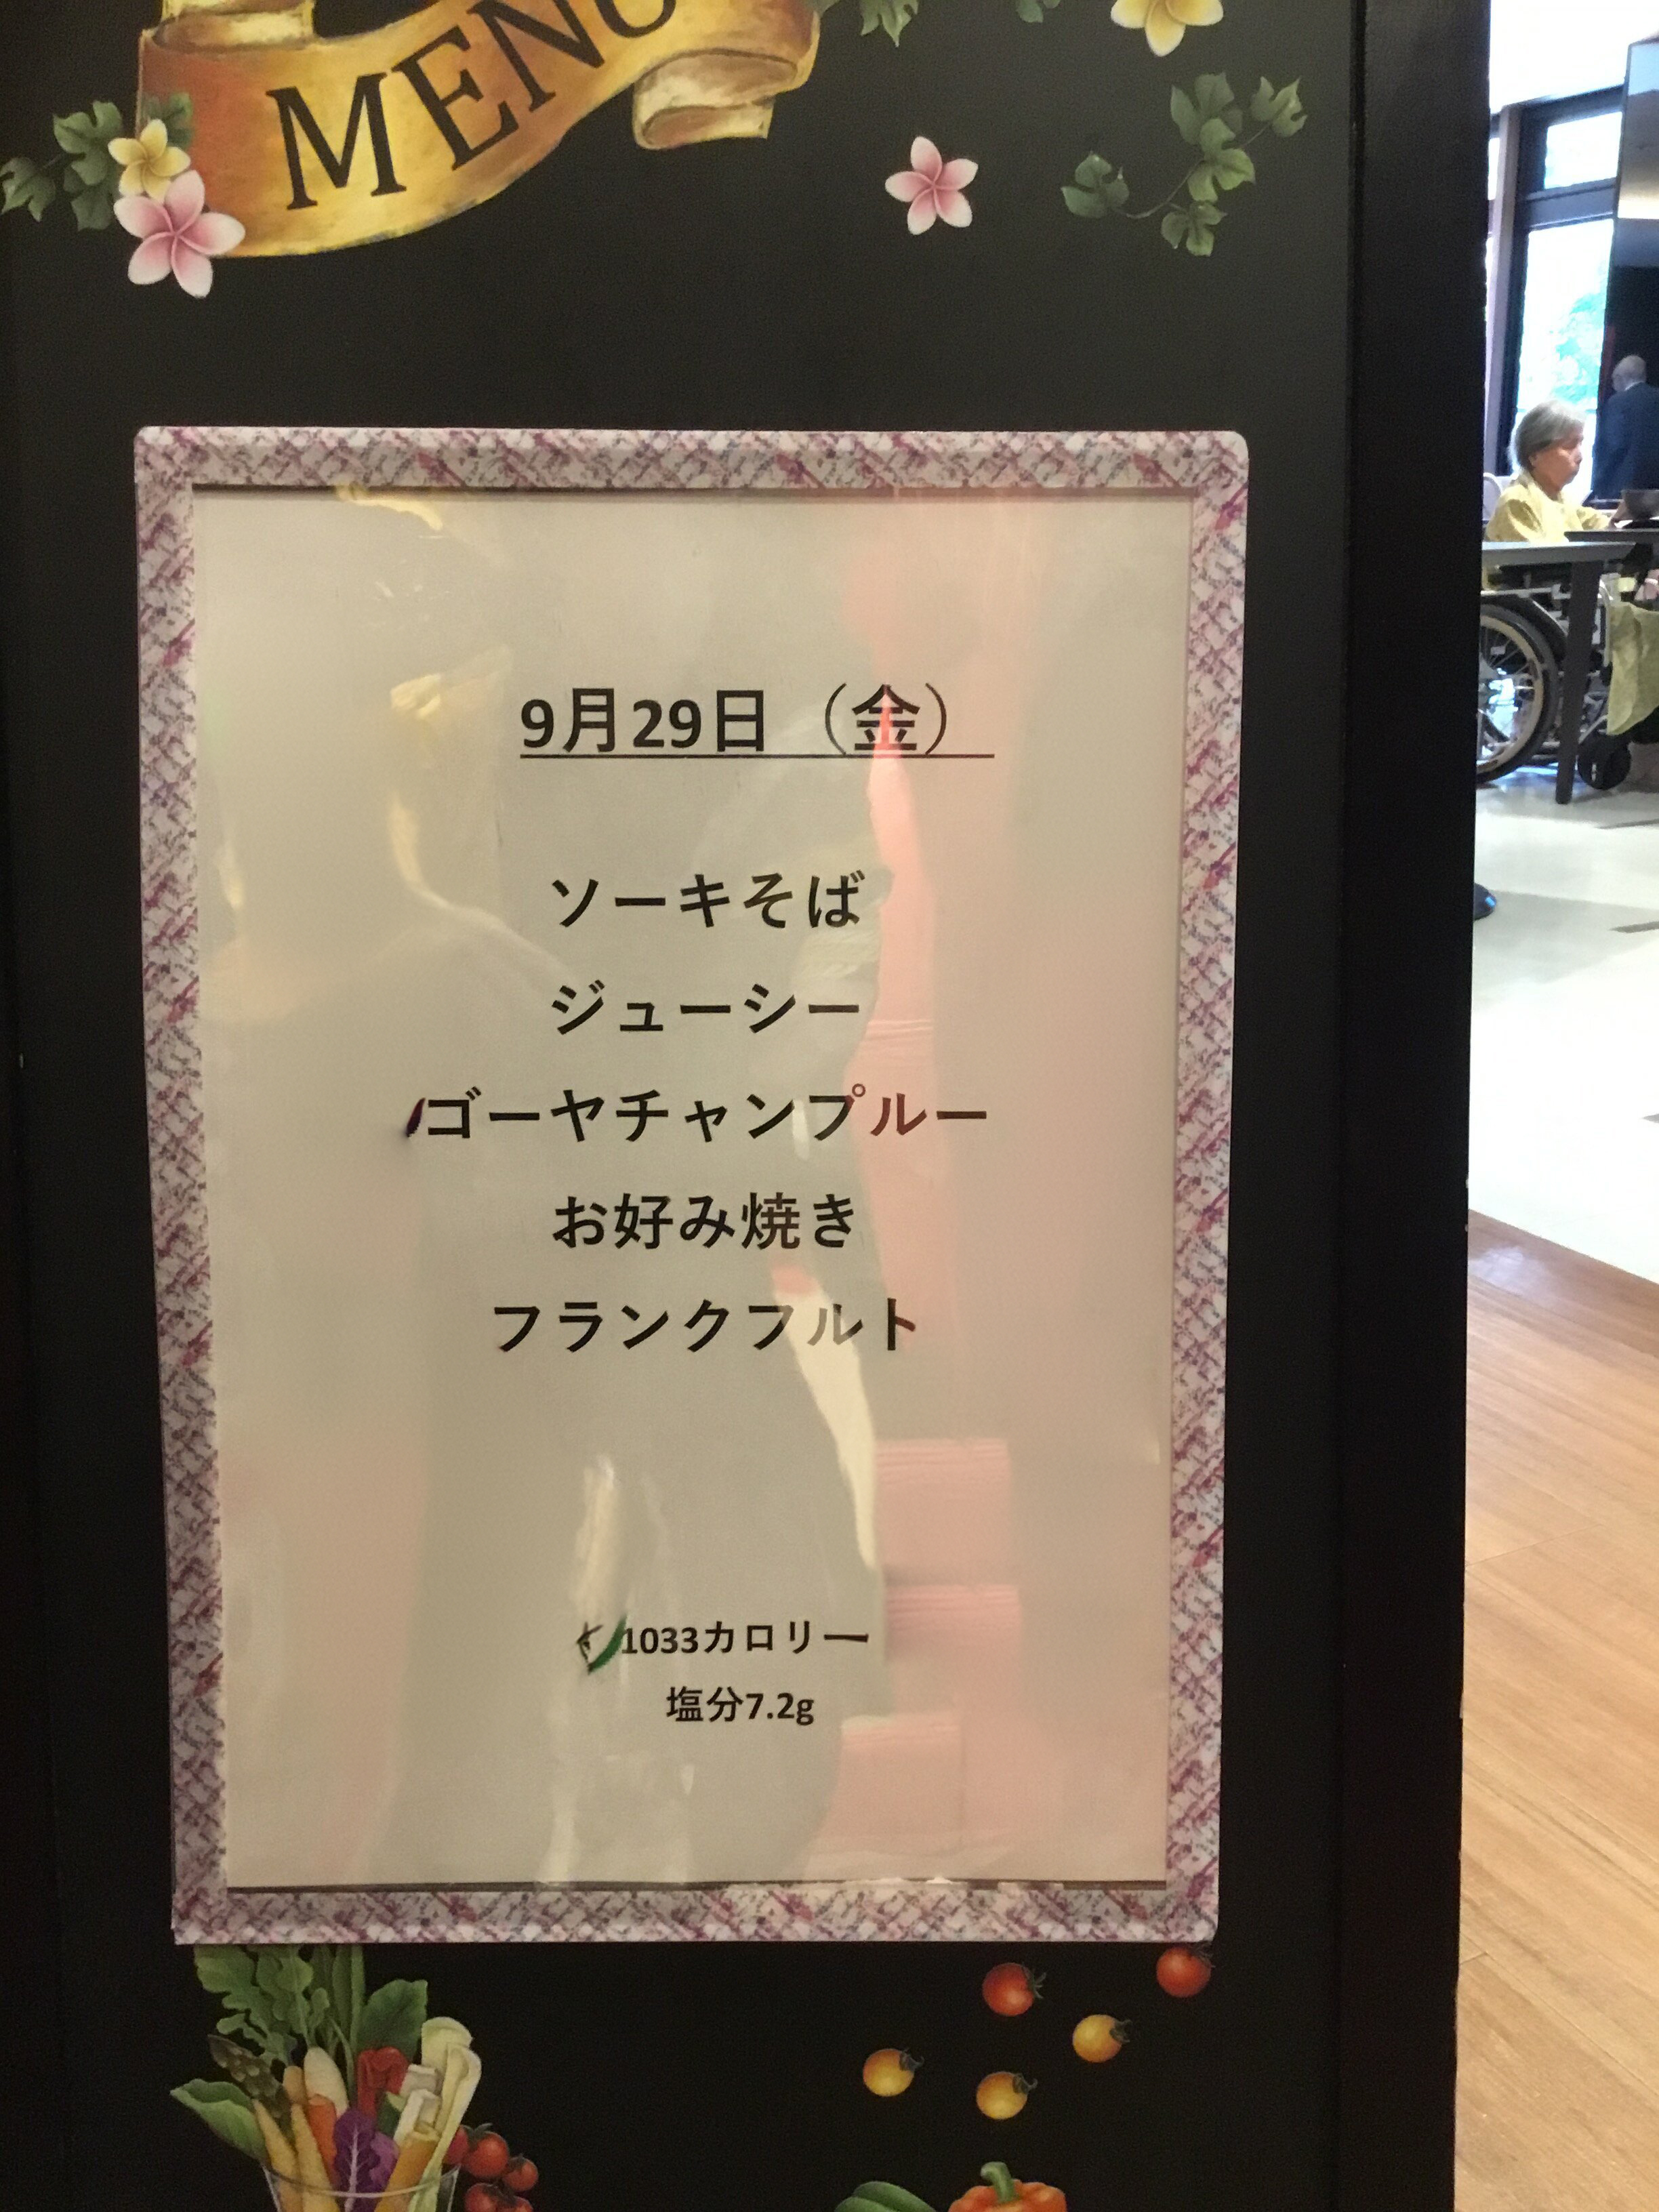 MENU
9月29日（金）
ソーキそば
ジューシー
ゴーヤチャンプルー
お好み焼き
フランクフルト
1033カロリー
塩分7.2g